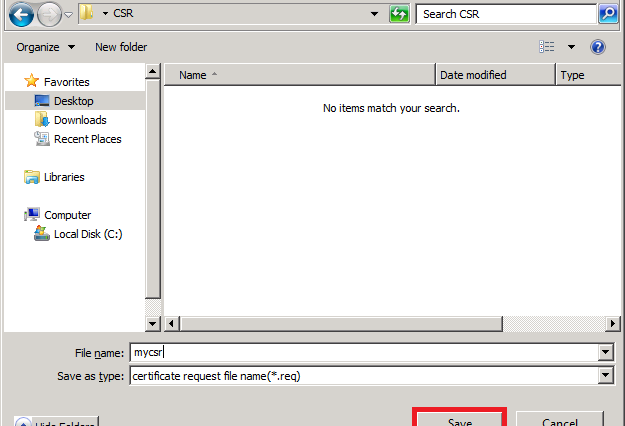 CSR
Search CSR
Organize
New folder
Name
Date modified
Type
Favorites
Desktop
Downloads
Recent Places
Libraries
Computer
Local Disk (C:)
No items match your search.
File name: mycsr
Save as type: certificate request file name(*.req)
Hide Folders
Save
Cancel